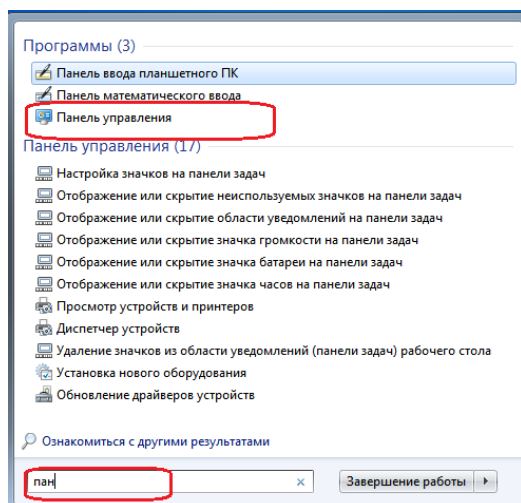 Программы (3)
Панель ввода планшетного ПК
Панель математического ввода
Панель управления
Панель управления (17)
Настройка значков на панели задач
Отображение или скрытие неиспользуемых значков на панели задач
Отображение или скрытие области уведомлений на панели задач
Отображение или скрытие значка громкости на панели задач
Отображение или скрытие значка батареи на панели задач
Отображение или скрытие значка часов на панели задач
Просмотр устройств и принтеров
Диспетчер устройств
Удаление значков из области уведомлений (панели задач) рабочего стола
Установка нового оборудования
Обновление драйверов устройств
Ознакомиться с другими результатами
пан Завершение работы